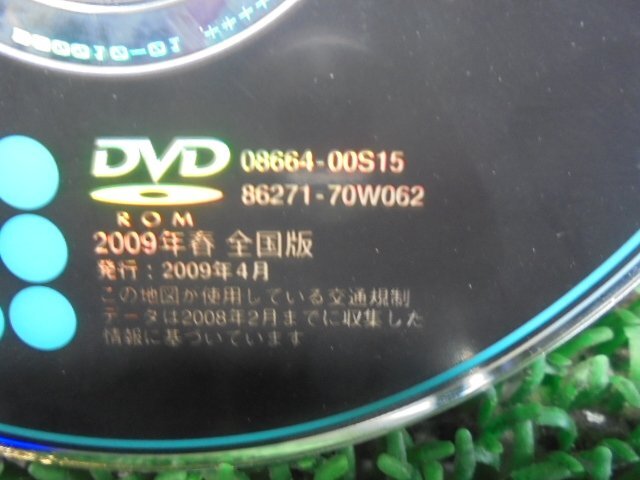 DVD
ROM
08664-00S15
86271-70W062
2009年春 全国版
発行：2009年4月
この地図が使用している交通規制
データは2008年2月までに収集した
情報に基づいています